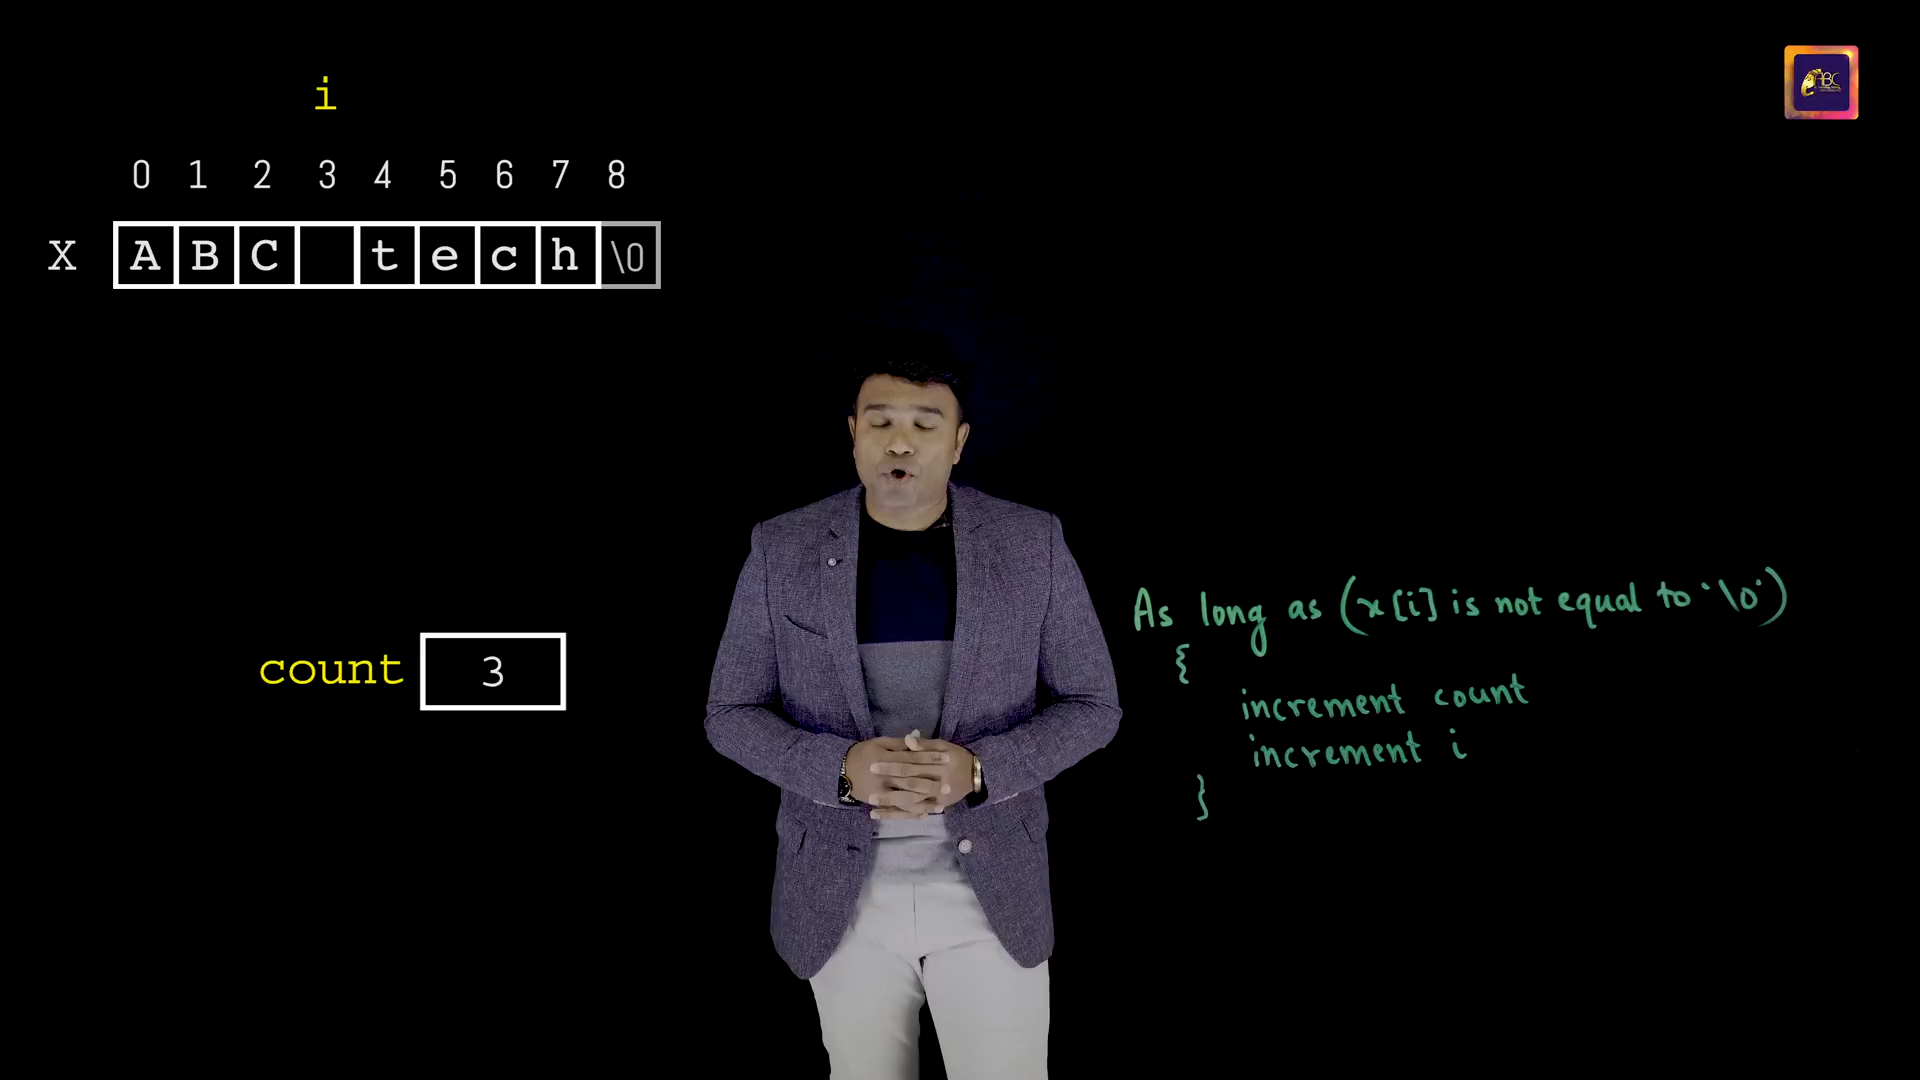 i
0 1 2 3 4 5 6 7 8
X A B C t e c h \0
count 3
As long as (x[i] is not equal to '\0')
{
increment count
increment i
}
ABC